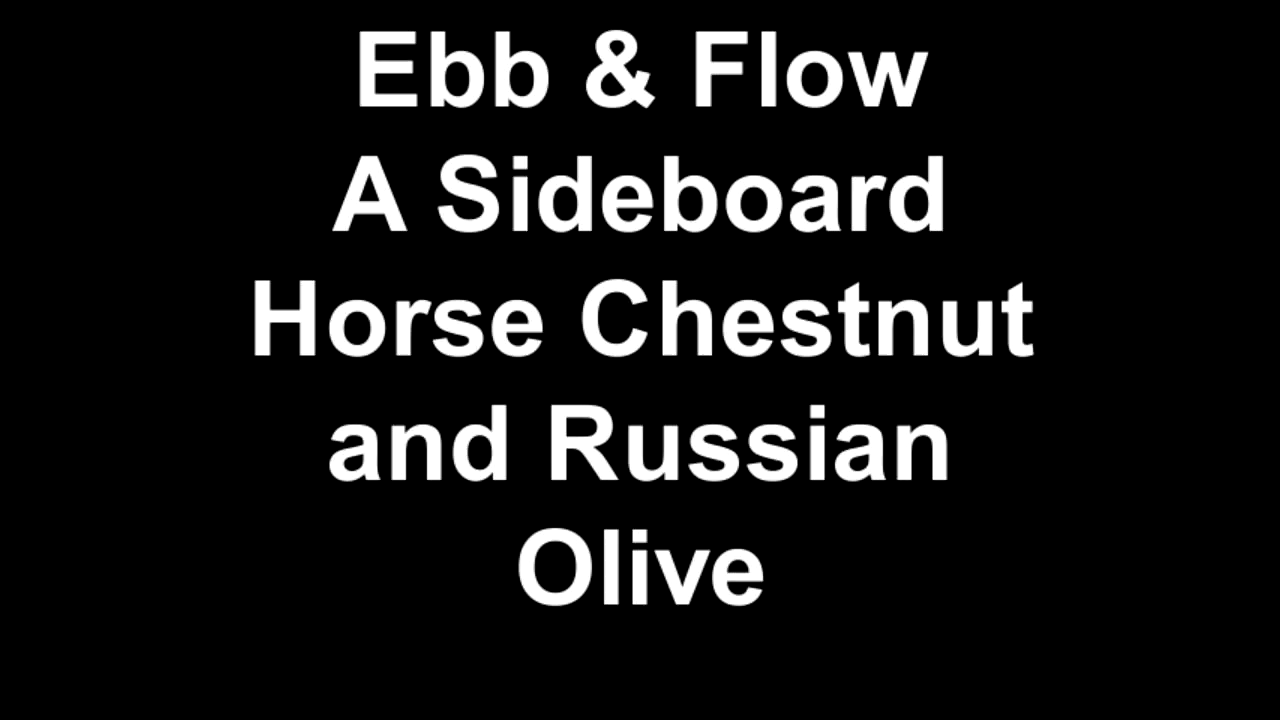 Ebb & Flow
A Sideboard
Horse Chestnut
and Russian
Olive